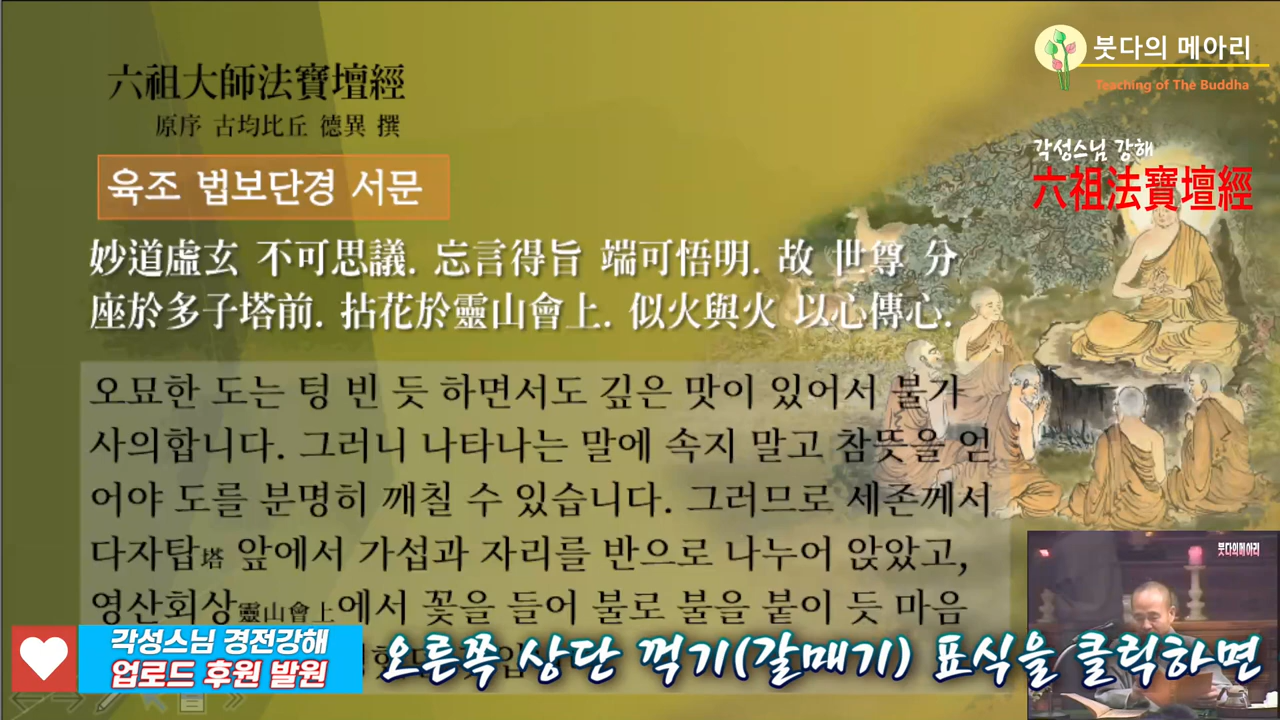 六祖大師法寶壇經
原序 古均比丘 德異 撰
육조 법보단경 서문
妙道虛玄 不可思議. 忘言得旨 端可悟明. 故 世尊 分
座於多子塔前. 拈花於靈山會上. 似火與火 以心傳心.
오묘한 도는 텅 빈 듯 하면서도 깊은 맛이 있어서 불가
사의합니다. 그러니 나타나는 말에 속지 말고 참뜻을 얻
어야 도를 분명히 깨칠 수 있습니다. 그러므로 세존께서
다자탑塔 앞에서 가섭과 자리를 반으로 나누어 앉았고,
영산회상靈山會上에서 꽃을 들어 불로 불을 붙이 듯 마음
붓다의 메아리
Teaching of The Buddha
각성스님 강해
六祖法寶壇經
붓다의메아리
각성스님 경전강해
업로드 후원 발원
오른쪽 상단 꺽기(갈매기) 표식을 클릭하면